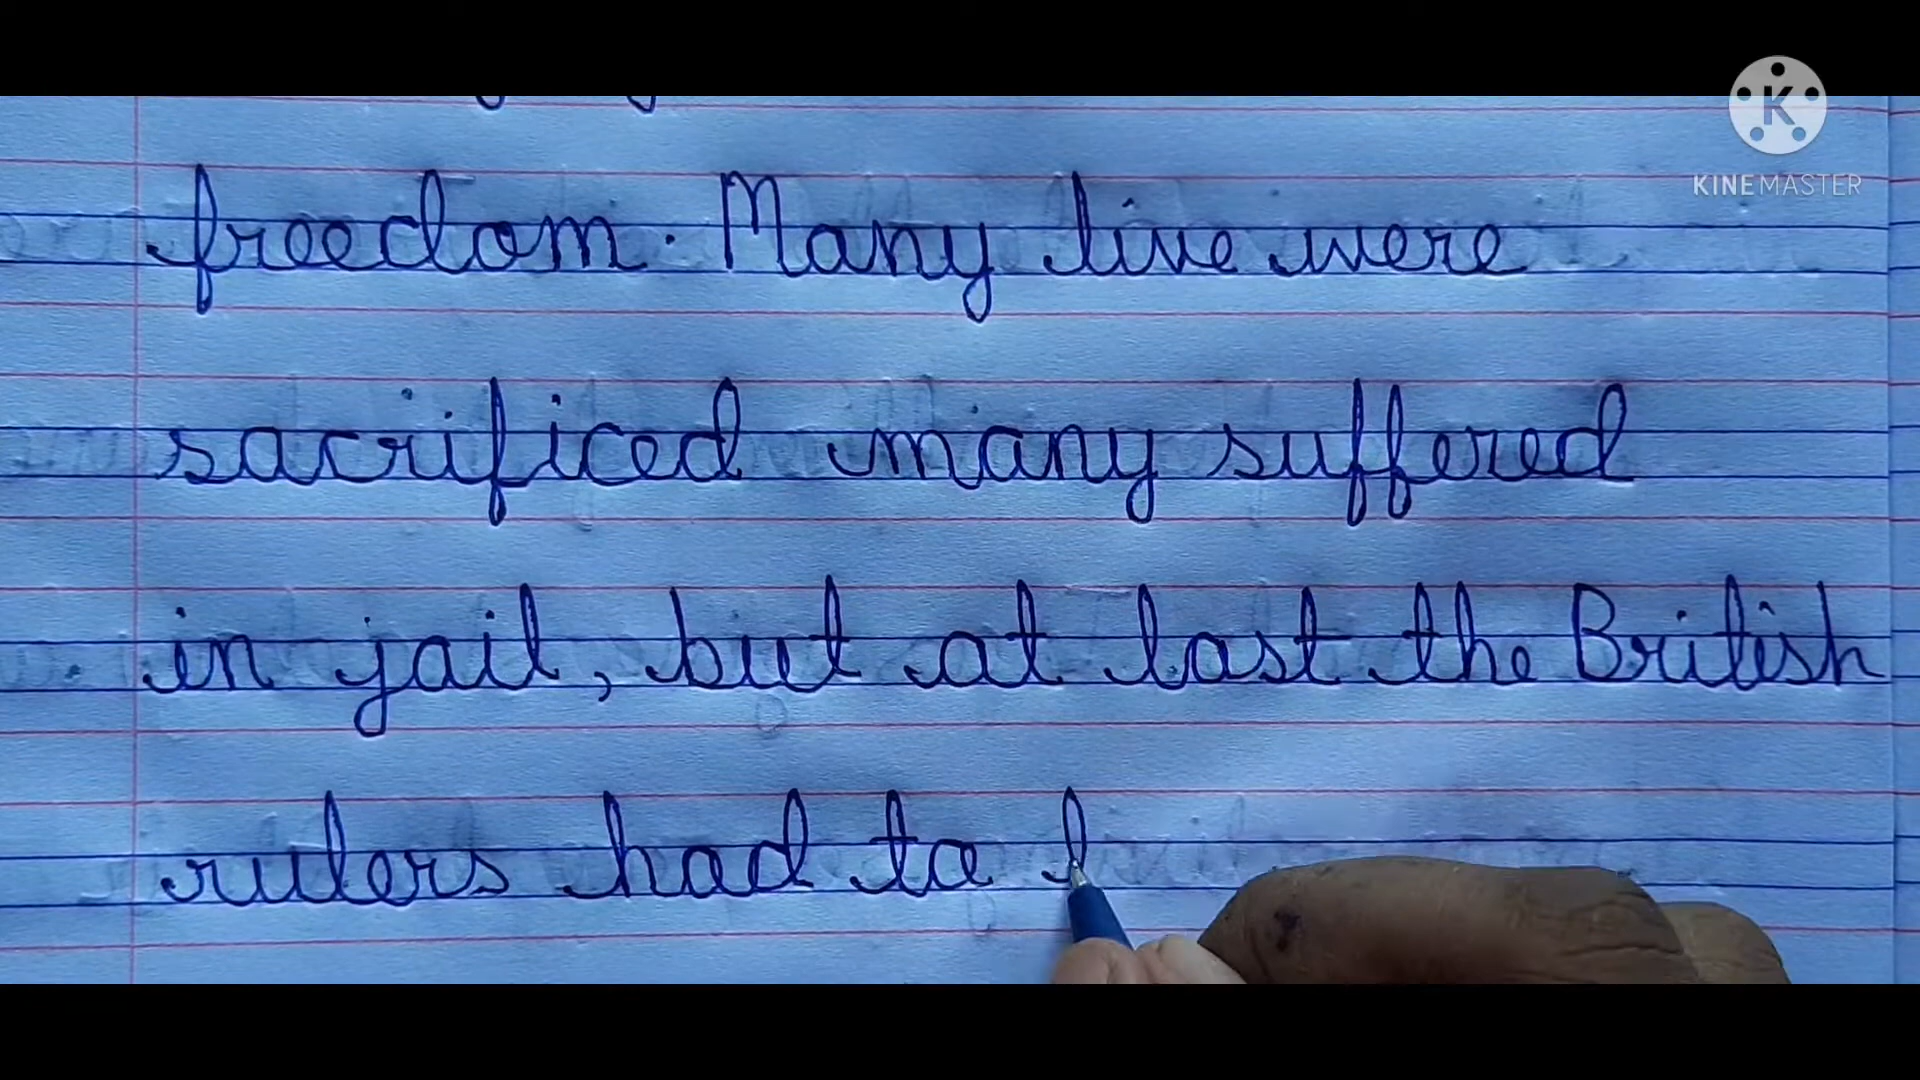 KINEMASTER
freedom. Many live were
sacrificed many suffered
in jail, but at last the British
rulers had to